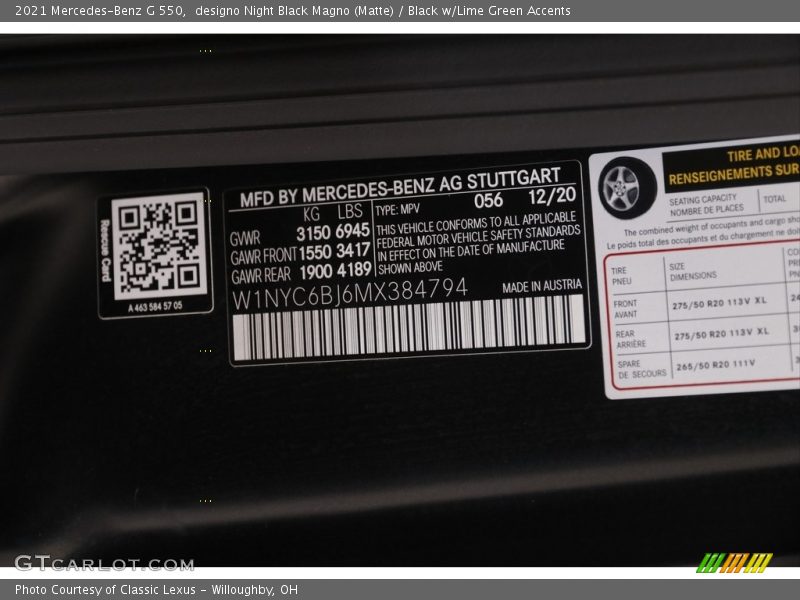 2021 Mercedes-Benz G 550,  designo Night Black Magno (Matte) / Black w/Lime Green Accents
Rescue Card
A 463 584 57 05
MFD BY MERCEDES-BENZ AG STUTTGART
KG LBS TYPE: MPV 056 12/20
GVWR 3150 6945
GAWR FRONT 1550 3417
GAWR REAR 1900 4189
THIS VEHICLE CONFORMS TO ALL APPLICABLE
FEDERAL MOTOR VEHICLE SAFETY STANDARDS
IN EFFECT ON THE DATE OF MANUFACTURE
SHOWN ABOVE
W1NYC6BJ6MX384794 MADE IN AUSTRIA
TIRE AND
RENSEIGNEMENTS SUR
SEATING CAPACITY TOTAL
NOMBRE DE PLACES
The combined weight of occupants and cargo
Le poids total des occupants et du chargement ne
TIRE SIZE
PNEU DIMENSIONS
FRONT 275/50 R20 113V XL
AVANT
REAR 275/50 R20 113V XL
ARRIÈRE
SPARE 265/50 R20 111V
DE SECOURS
GTCARLOT.COM
Photo Courtesy of Classic Lexus - Willoughby, OH